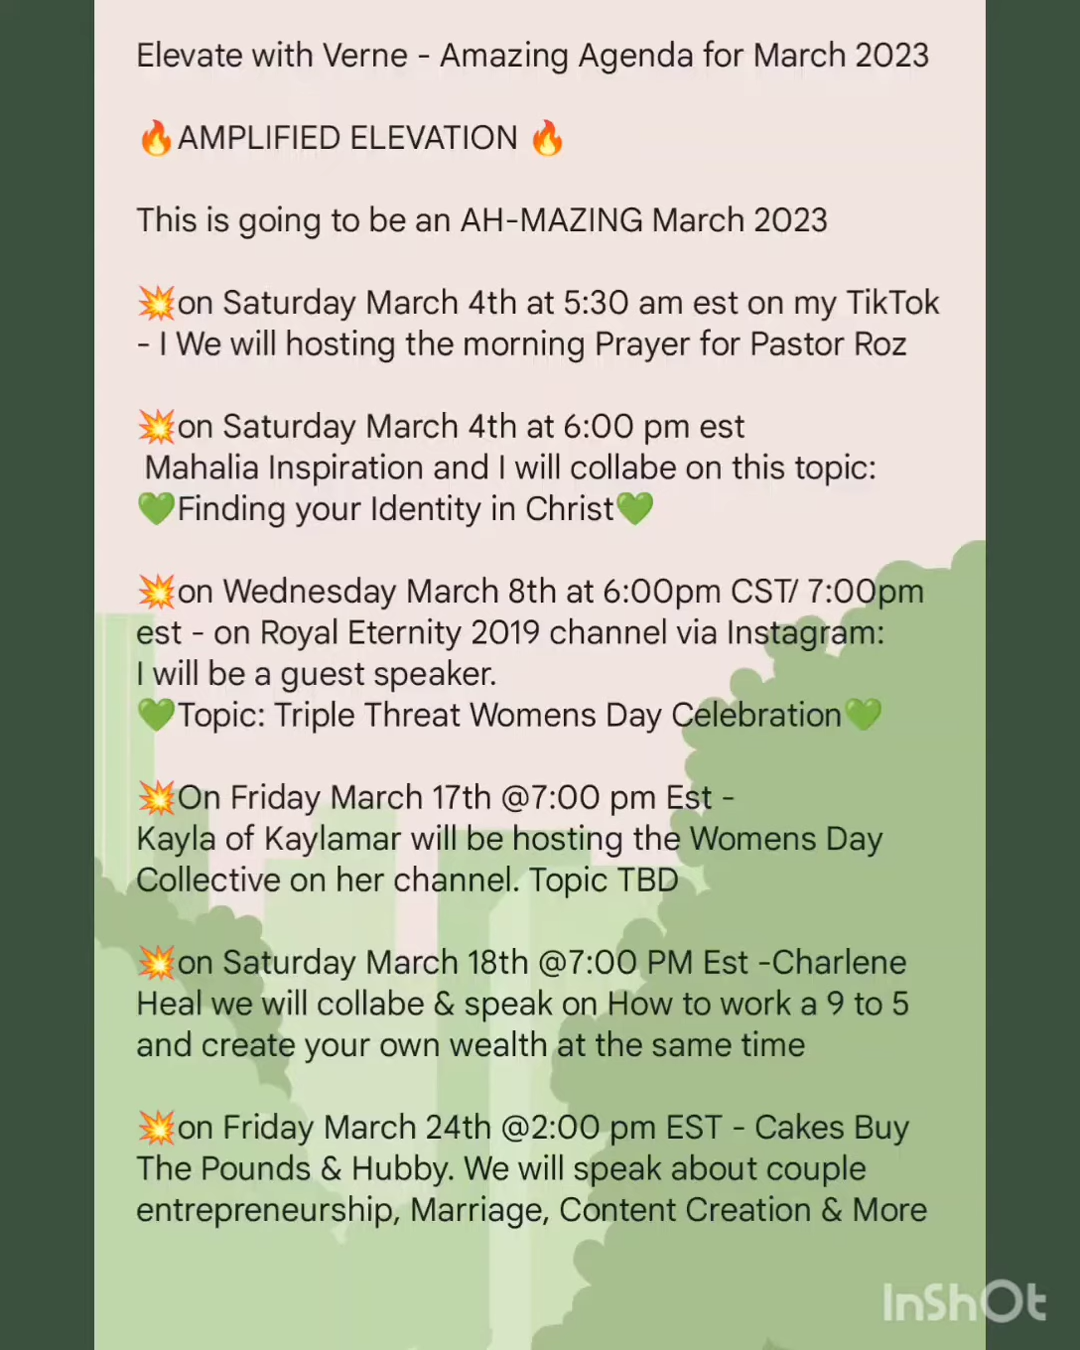 Elevate with Verne - Amazing Agenda for March 2023
🔥AMPLIFIED ELEVATION 🔥
This is going to be an AH-MAZING March 2023
💥on Saturday March 4th at 5:30 am est on my TikTok
- I We will hosting the morning Prayer for Pastor Roz
💥on Saturday March 4th at 6:00 pm est
Mahalia Inspiration and I will collabe on this topic:
💚Finding your Identity in Christ💚
💥on Wednesday March 8th at 6:00pm CST/ 7:00pm
est - on Royal Eternity 2019 channel via Instagram:
I will be a guest speaker.
💚Topic: Triple Threat Womens Day Celebration💚
💥On Friday March 17th @7:00 pm Est -
Kayla of Kaylamar will be hosting the Womens Day
Collective on her channel. Topic TBD
💥on Saturday March 18th @7:00 PM Est -Charlene
Heal we will collabe & speak on How to work a 9 to 5
and create your own wealth at the same time
💥on Friday March 24th @2:00 pm EST - Cakes Buy
The Pounds & Hubby. We will speak about couple
entrepreneurship, Marriage, Content Creation & More
InShOt